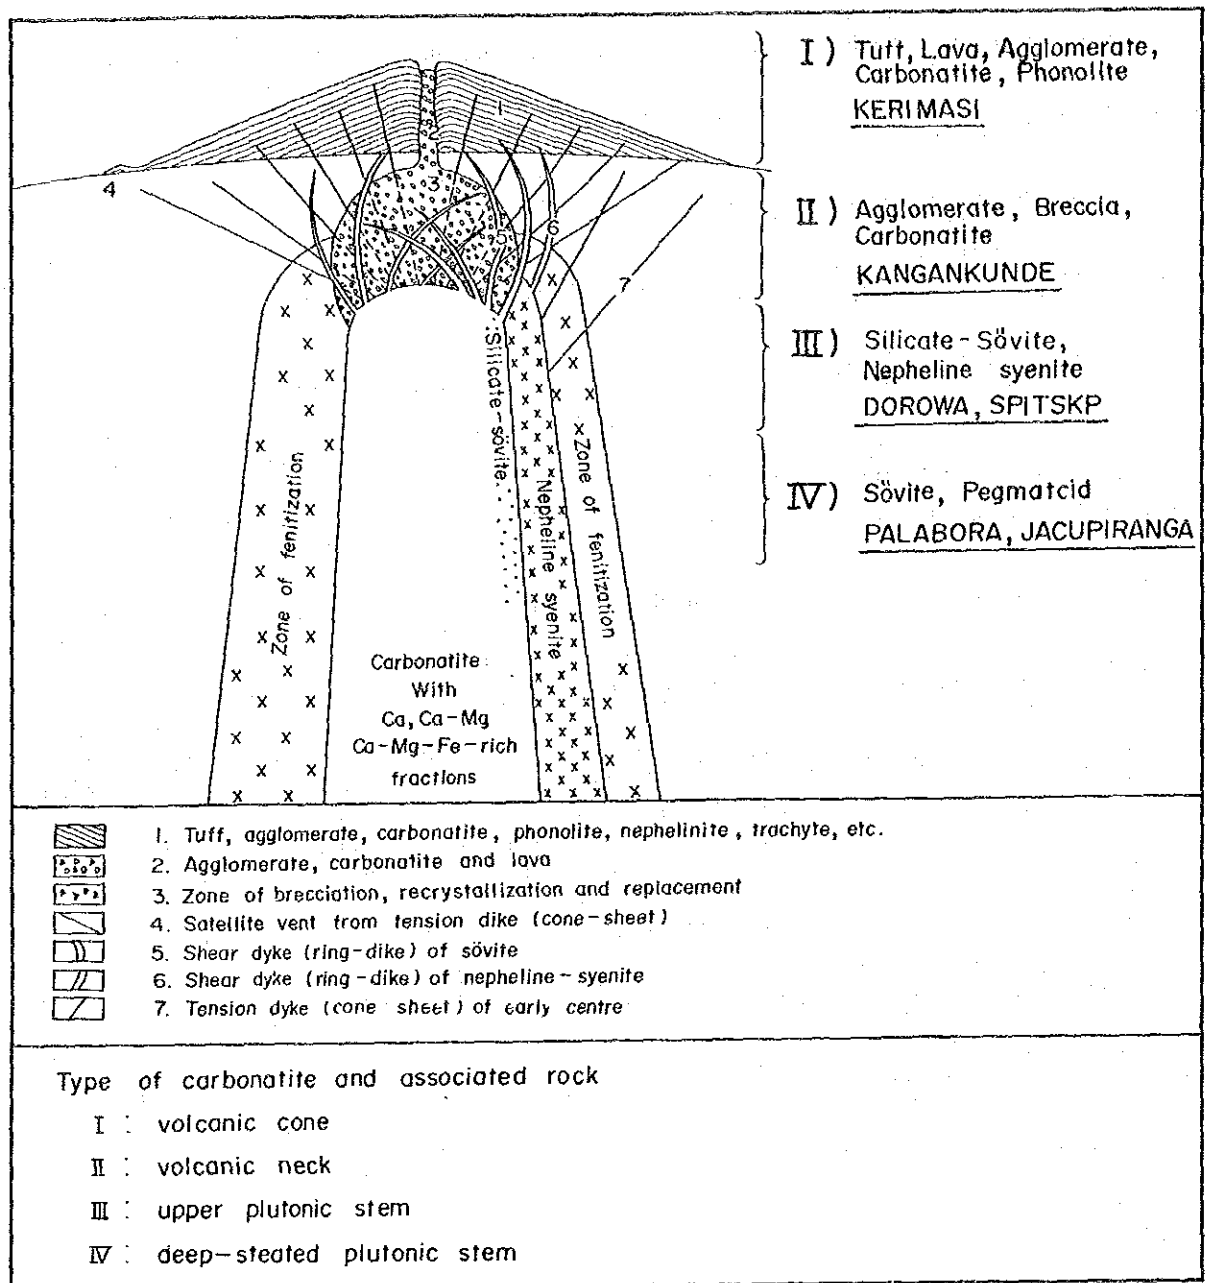 I) Tuff, Lava, Agglomerate,
Carbonatite, Phonolite
KERIMASI
II) Agglomerate, Breccia,
Carbonatite
KANGANKUNDE
III) Silicate-Sövite,
Nepheline syenite
DOROWA, SPITSKP
IV) Sövite, Pegmatcid
PALABORA, JACUPIRANGA
1
2
3
4
5
6
7
Zone of fenitization
Silicate-sövite
Nepheline syenite
Zone of fenitization
Carbonatite
With
Ca, Ca-Mg
Ca-Mg-Fe-rich
fractions
1. Tuff, agglomerate, carbonatite, phonolite, nephelinite, trachyte, etc.
2. Agglomerate, carbonatite and lava
3. Zone of brecciation, recrystallization and replacement
4. Satellite vent from tension dike (cone-sheet)
5. Shear dyke (ring-dike) of sövite
6. Shear dyke (ring-dike) of nepheline-syenite
7. Tension dyke (cone sheet) of early centre
Type of carbonatite and associated rock
I : volcanic cone
II : volcanic neck
III : upper plutonic stem
IV : deep-steated plutonic stem